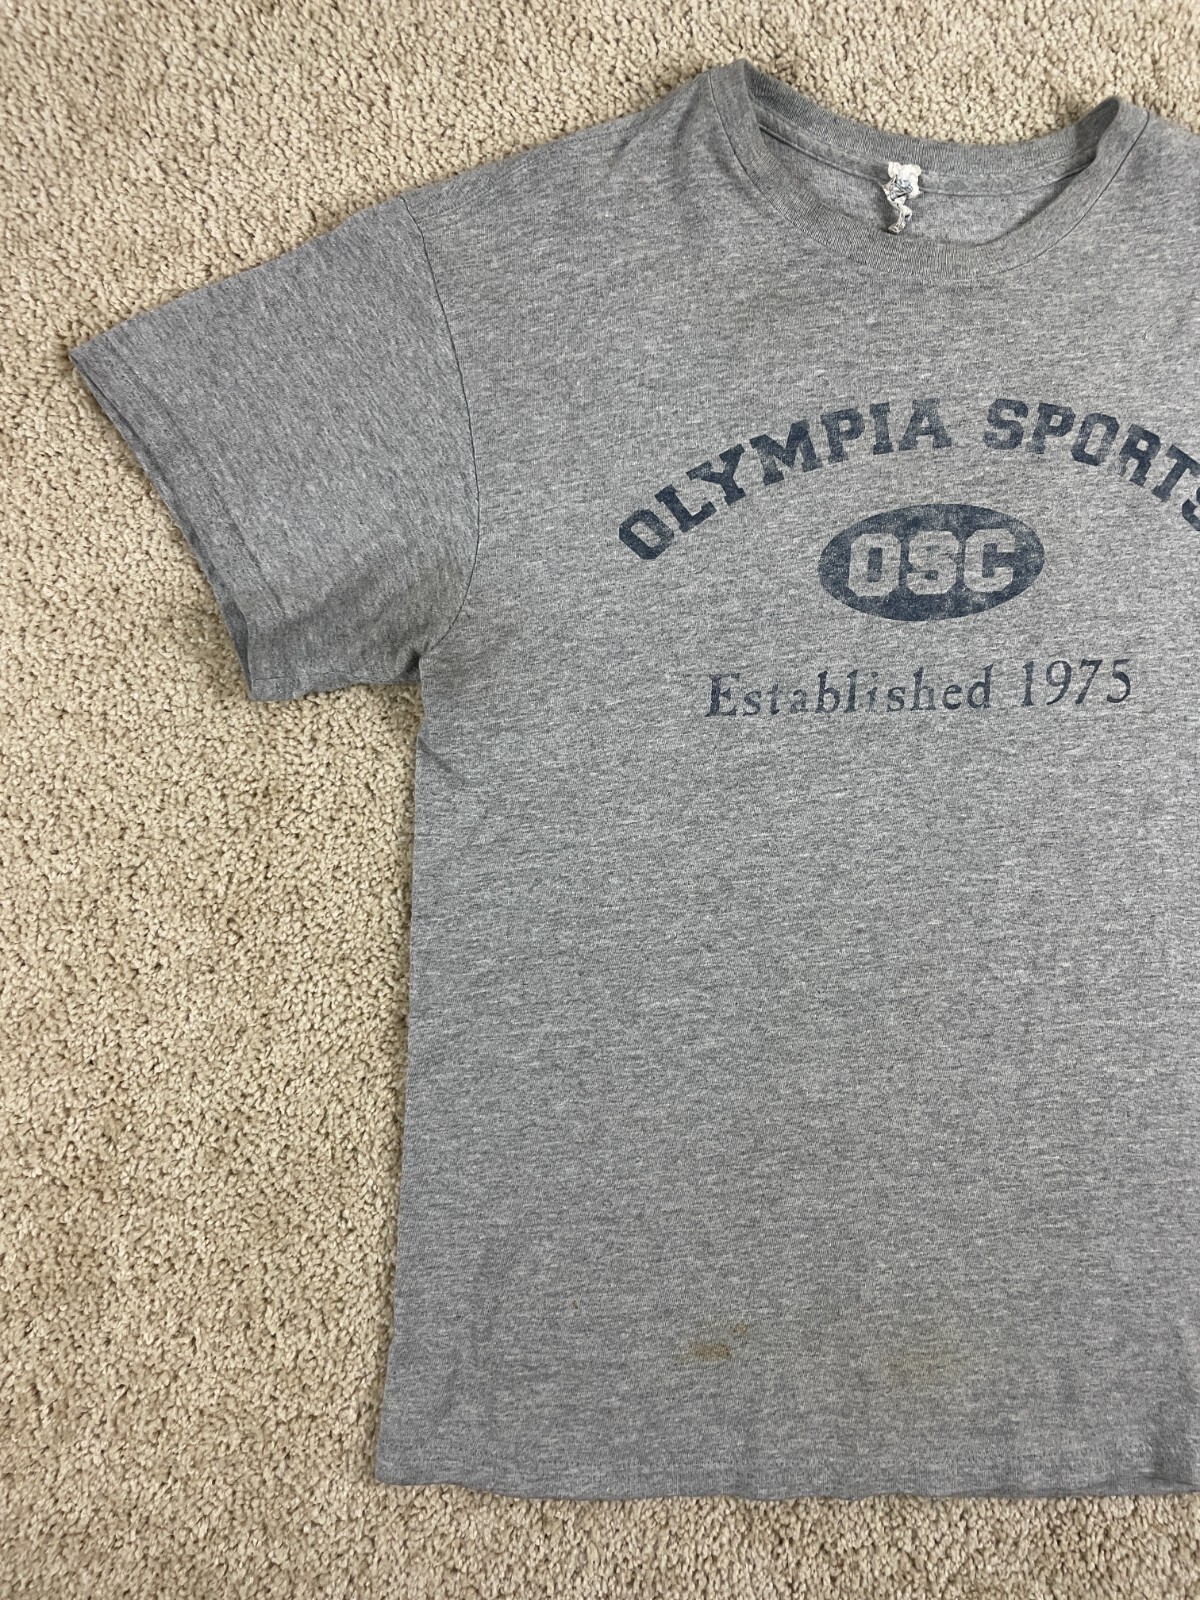 OLYMPIA SPORTS
OSC
Established 1975